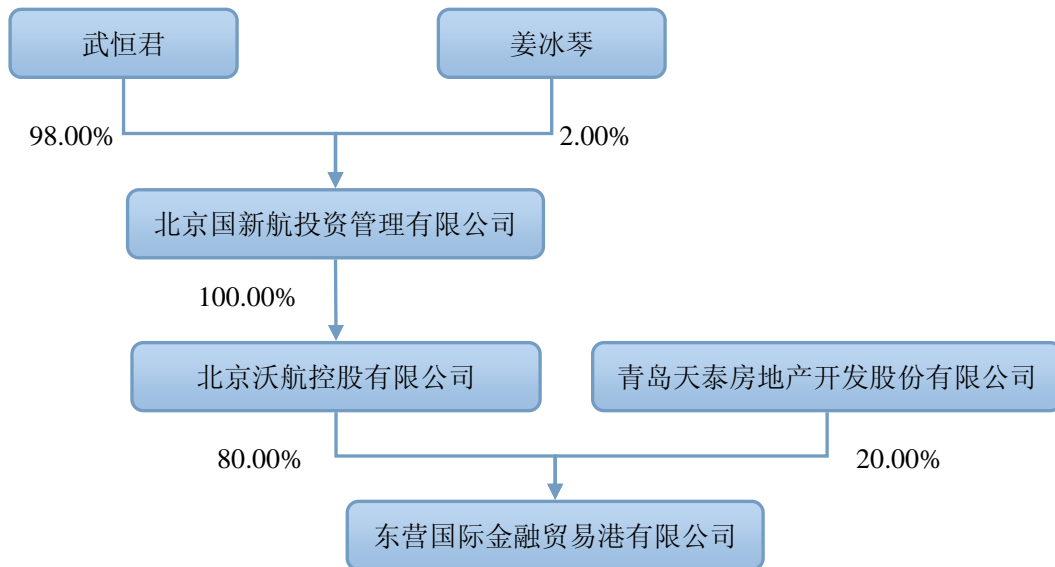 武恒君
姜冰琴
98.00%
2.00%
北京国新航投资管理有限公司
100.00%
北京沃航控股有限公司
青岛天泰房地产开发股份有限公司
80.00%
20.00%
东营国际金融贸易港有限公司